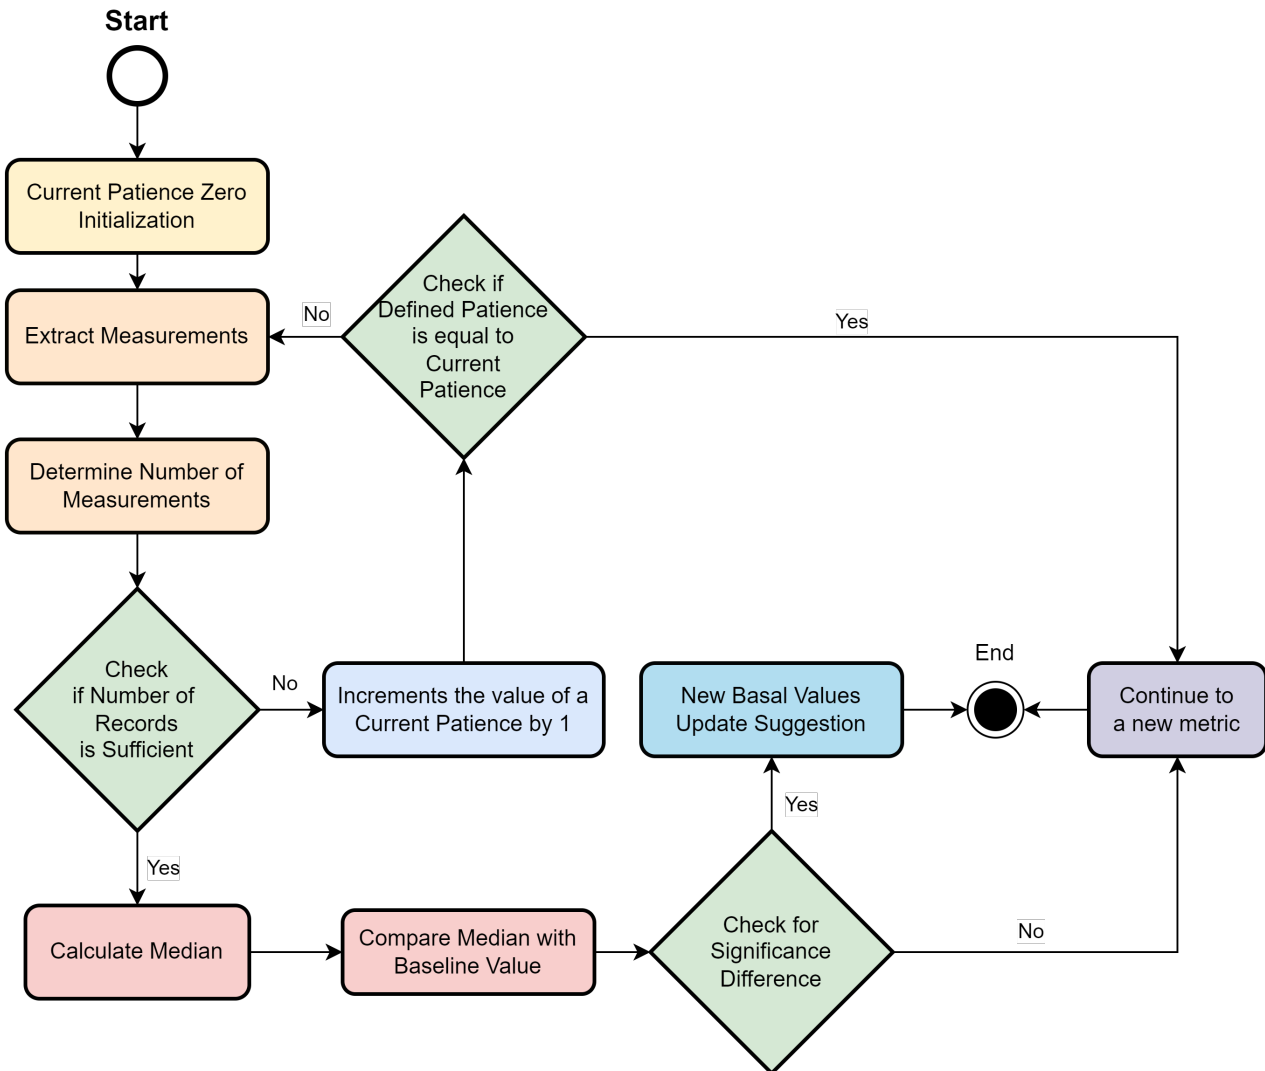 Start
Current Patience Zero
Initialization
Extract Measurements
No
Check if
Defined Patience
is equal to
Current
Patience
Yes
Determine Number of
Measurements
Check
if Number of
Records
is Sufficient
No
Increments the value of a
Current Patience by 1
New Basal Values
Update Suggestion
End
Continue to
a new metric
Yes
Yes
Calculate Median
Compare Median with
Baseline Value
Check for
Significance
Difference
No